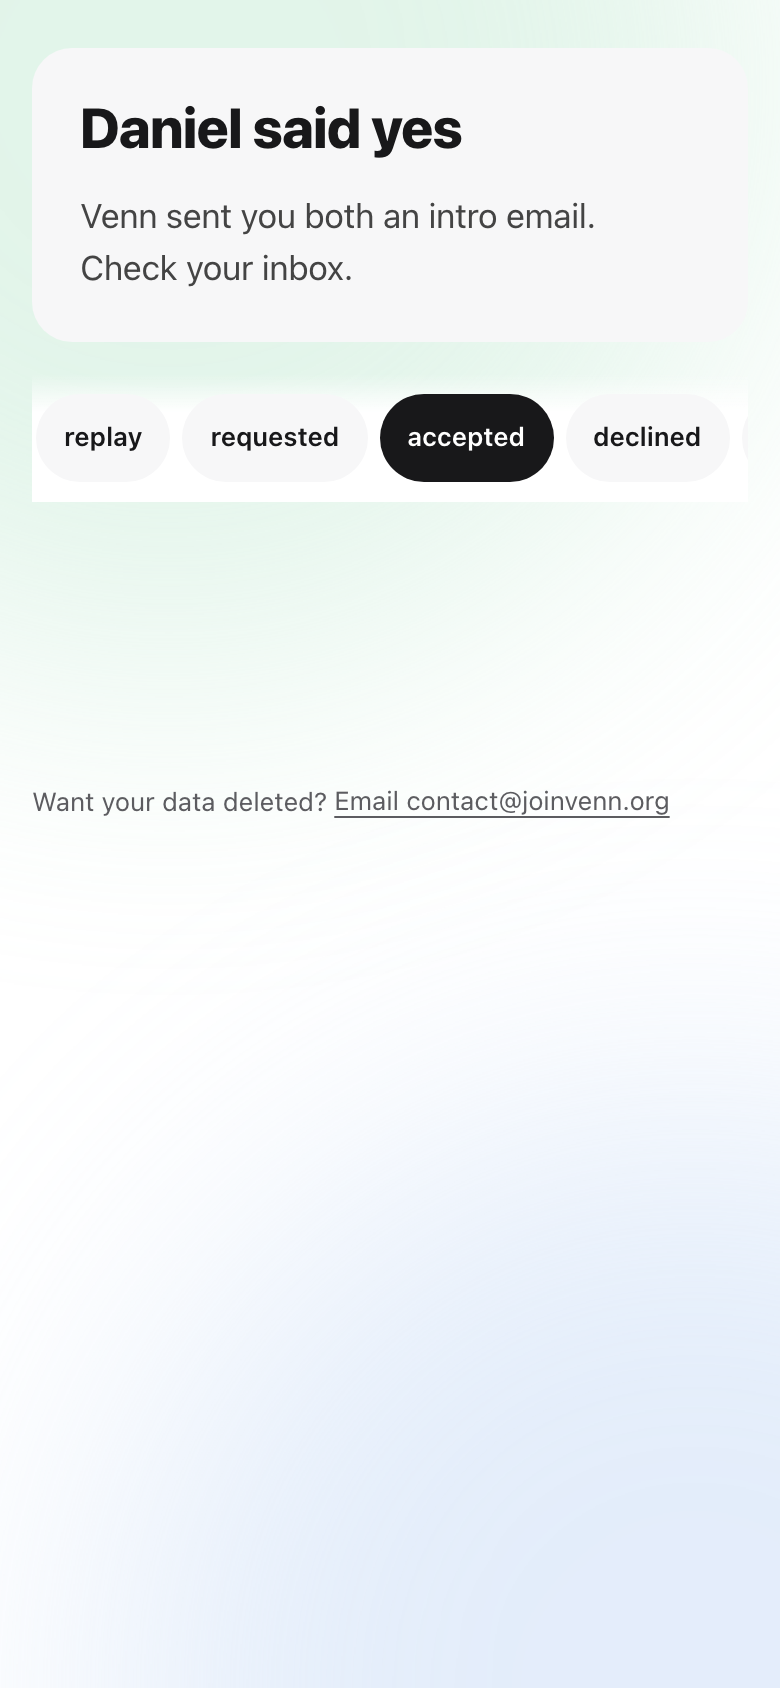 Daniel said yes
Venn sent you both an intro email.
Check your inbox.
replay requested accepted declined
Want your data deleted? Email contact@joinvenn.org